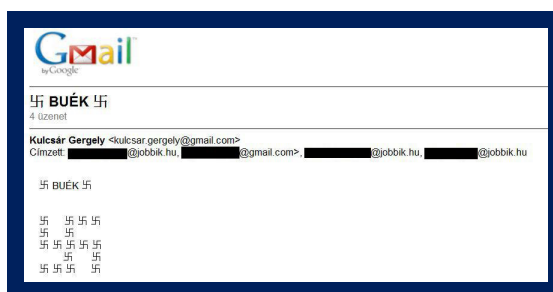 Gmail
by Google
卐 BUÉK 卐
4 üzenet
Kulcsár Gergely <kulcsar.gergely@gmail.com>
Címzett: @jobbik.hu, @gmail.com>, @jobbik.hu, @jobbik.hu
卐 BUÉK 卐
卐 卐 卐 卐
卐 卐
卐 卐 卐 卐 卐
卐 卐
卐 卐 卐 卐